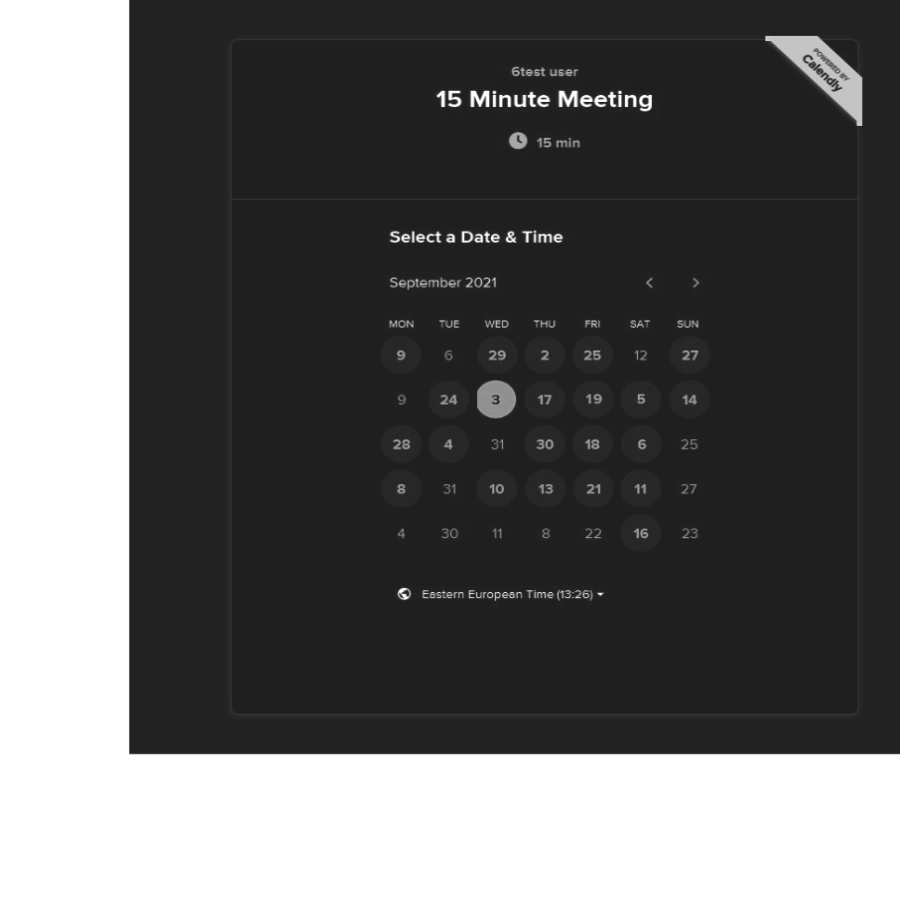 POWERED BY
Calendly
6test user
15 Minute Meeting
15 min
Select a Date & Time
September 2021
MON TUE WED THU FRI SAT SUN
9 6 29 2 25 12 27
9 24 3 17 19 5 14
28 4 31 30 18 6 25
8 31 10 13 21 11 27
4 30 11 8 22 16 23
Eastern European Time (13:26)